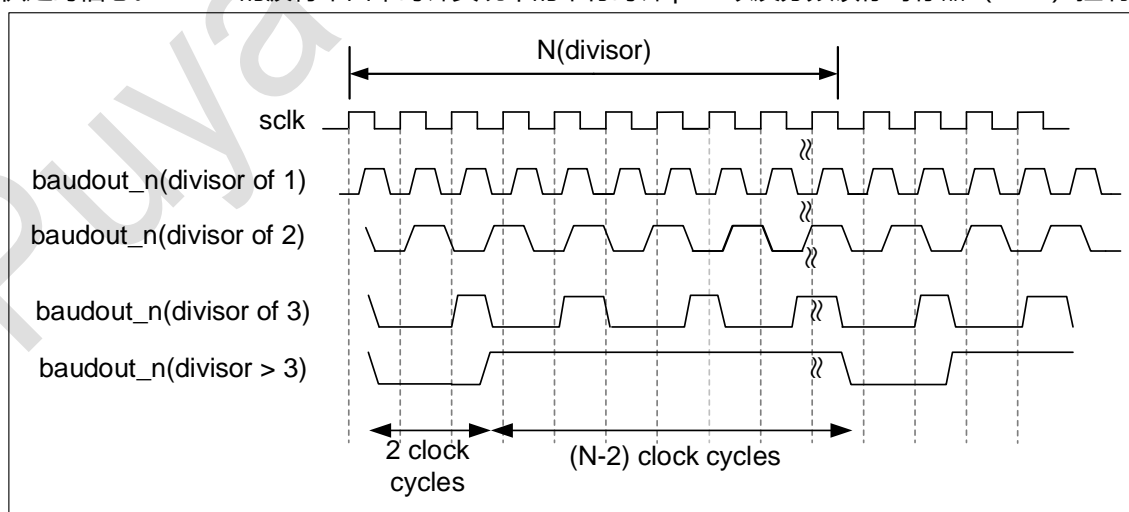 N(divisor)
sclk
baudout_n(divisor of 1)
baudout_n(divisor of 2)
baudout_n(divisor of 3)
baudout_n(divisor > 3)
2 clock
cycles
(N-2) clock cycles
Puya